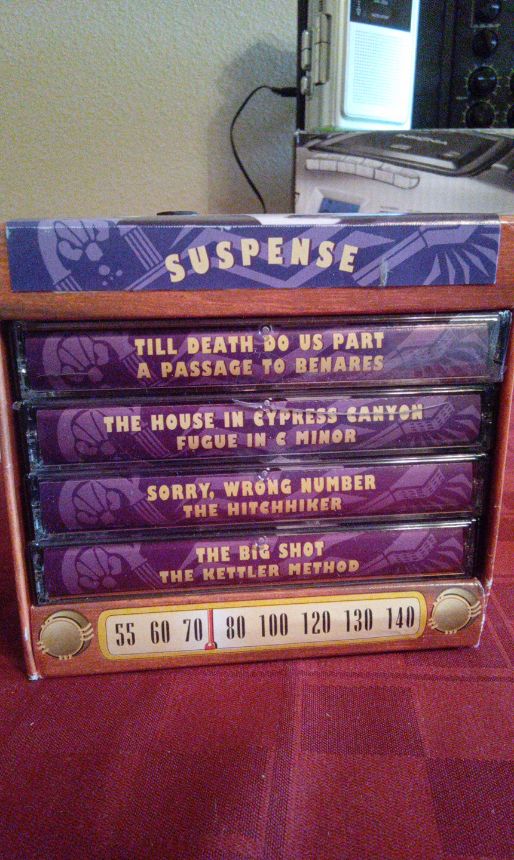 SUSPENSE
TILL DEATH DO US PART
A PASSAGE TO BENARES
THE HOUSE IN CYPRESS CANYON
FUGUE IN C MINOR
SORRY, WRONG NUMBER
THE HITCHHIKER
THE BIG SHOT
THE KETTLER METHOD
55 60 70 80 100 120 130 140